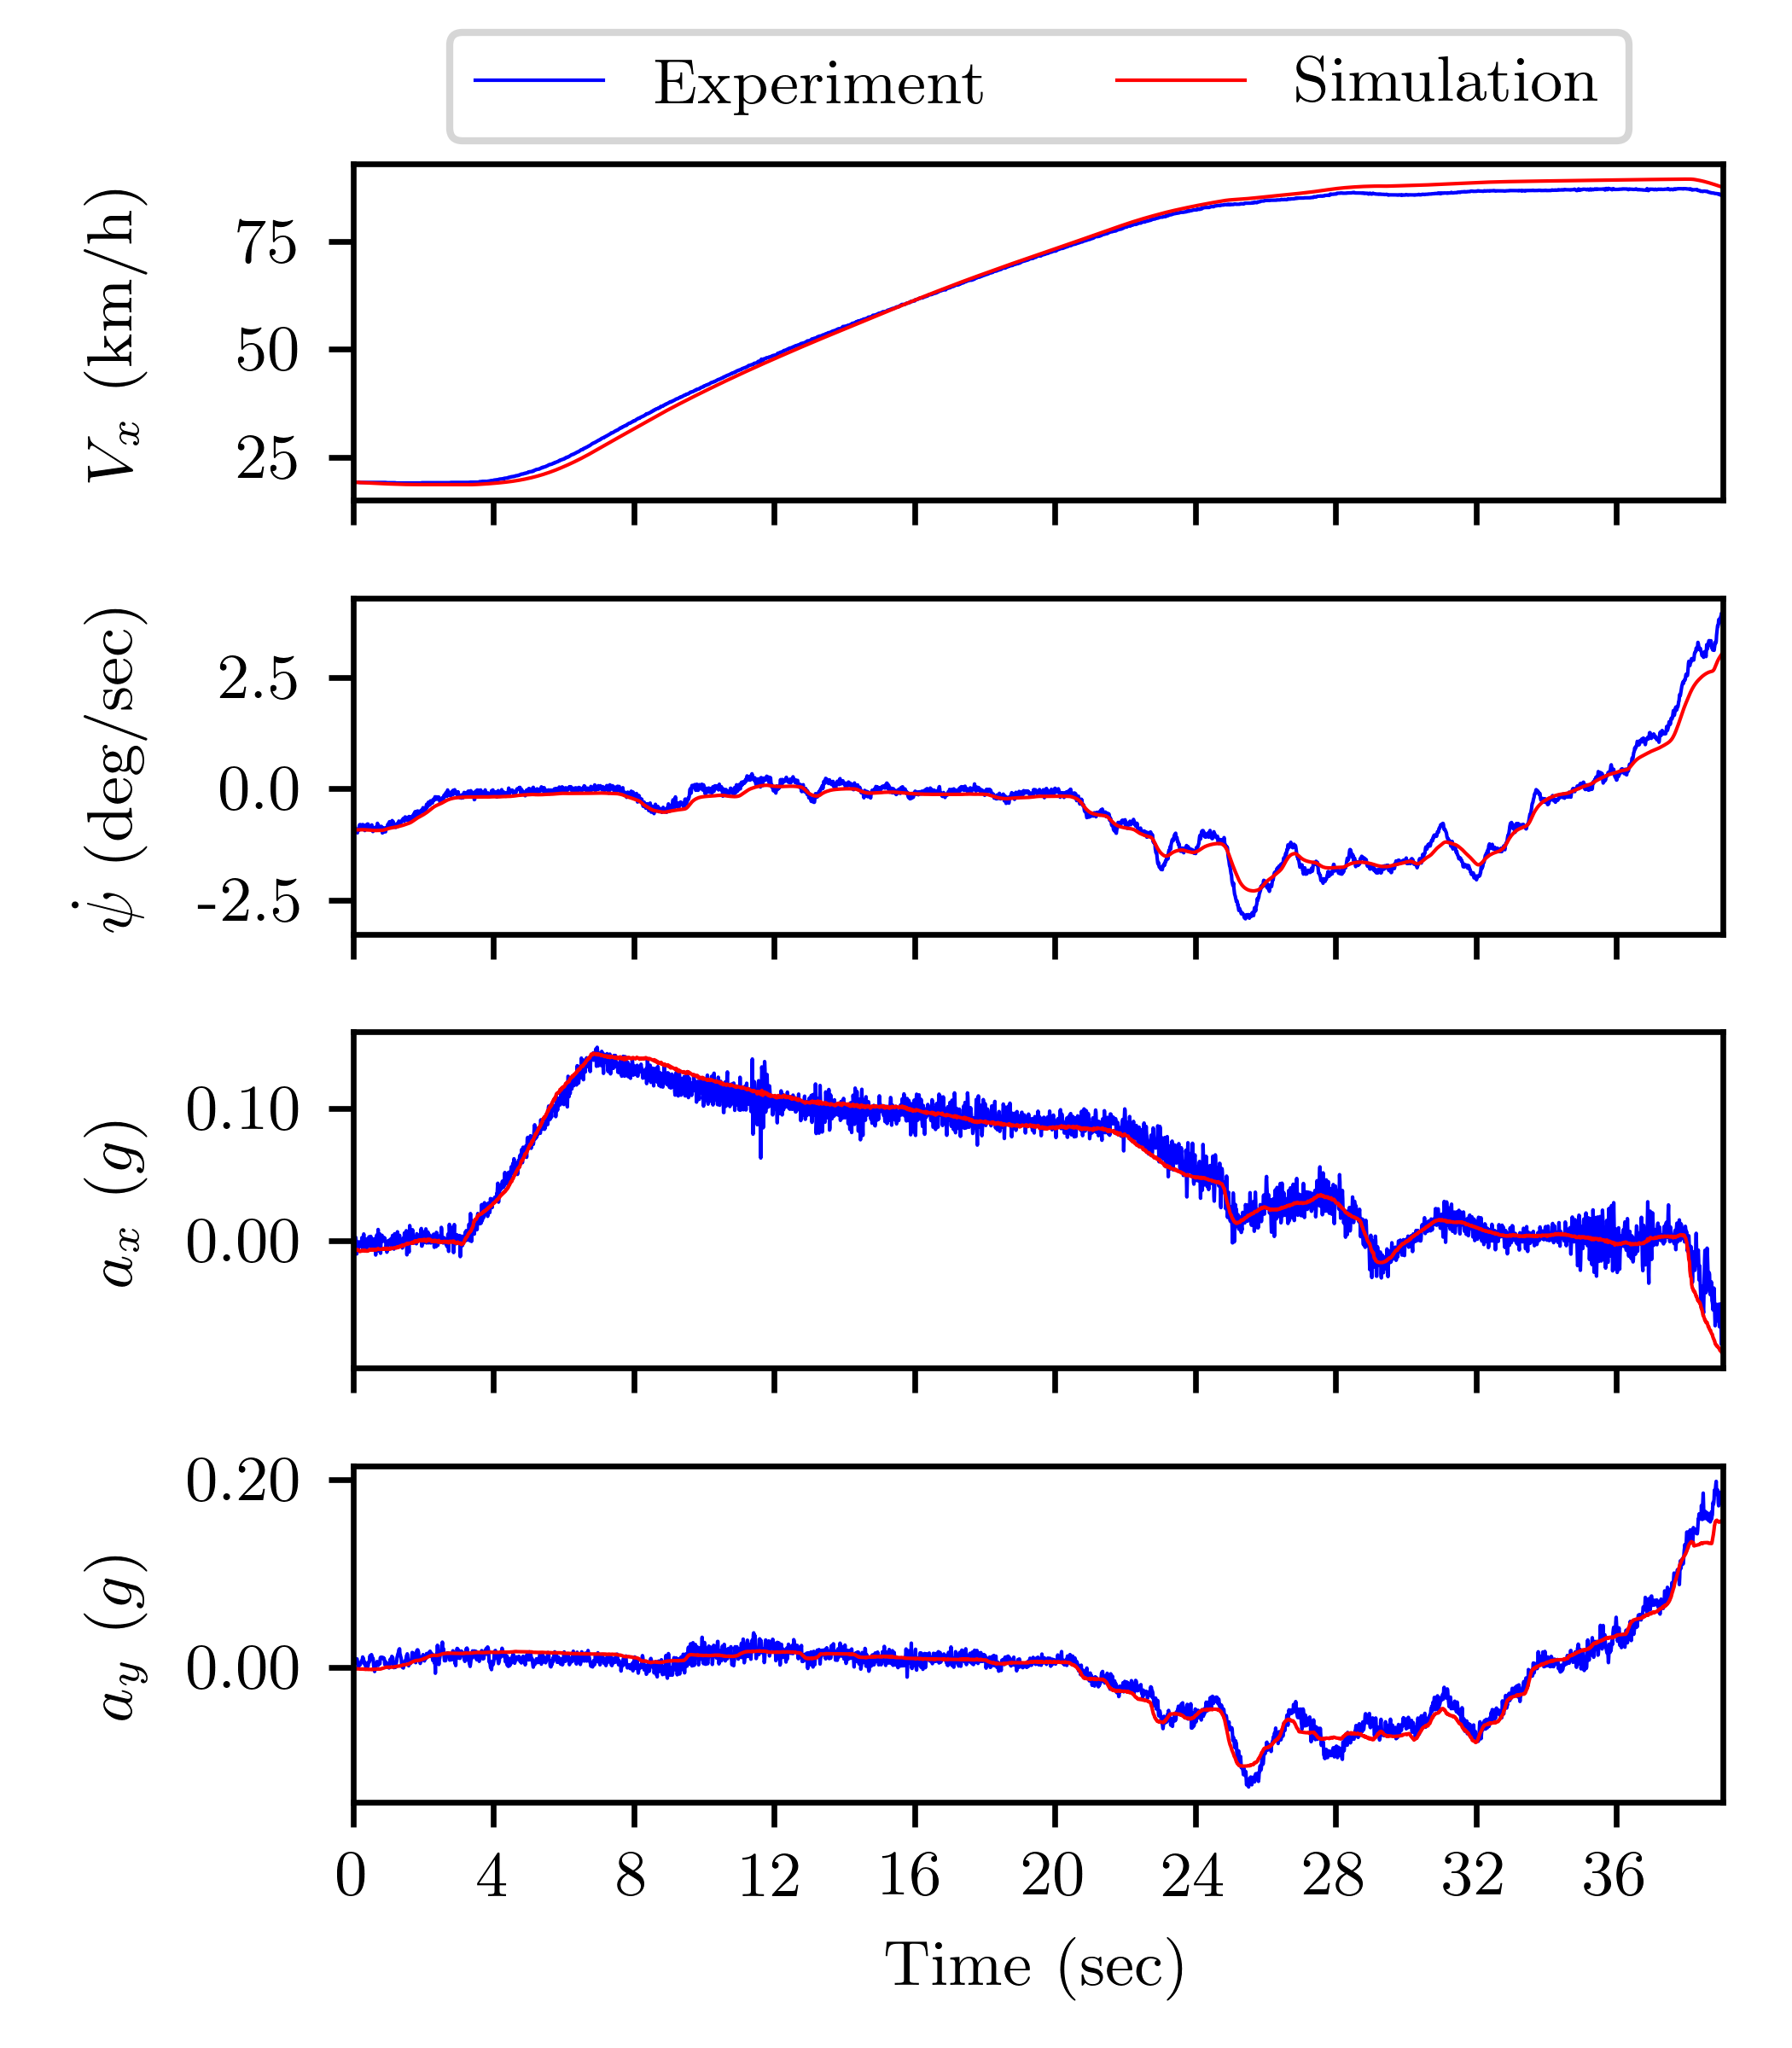 Experiment Simulation
V_x (km/h)
75
50
25
ψ̇ (deg/sec)
2.5
0.0
-2.5
a_x (g)
0.10
0.00
a_y (g)
0.20
0.00
0 4 8 12 16 20 24 28 32 36
Time (sec)